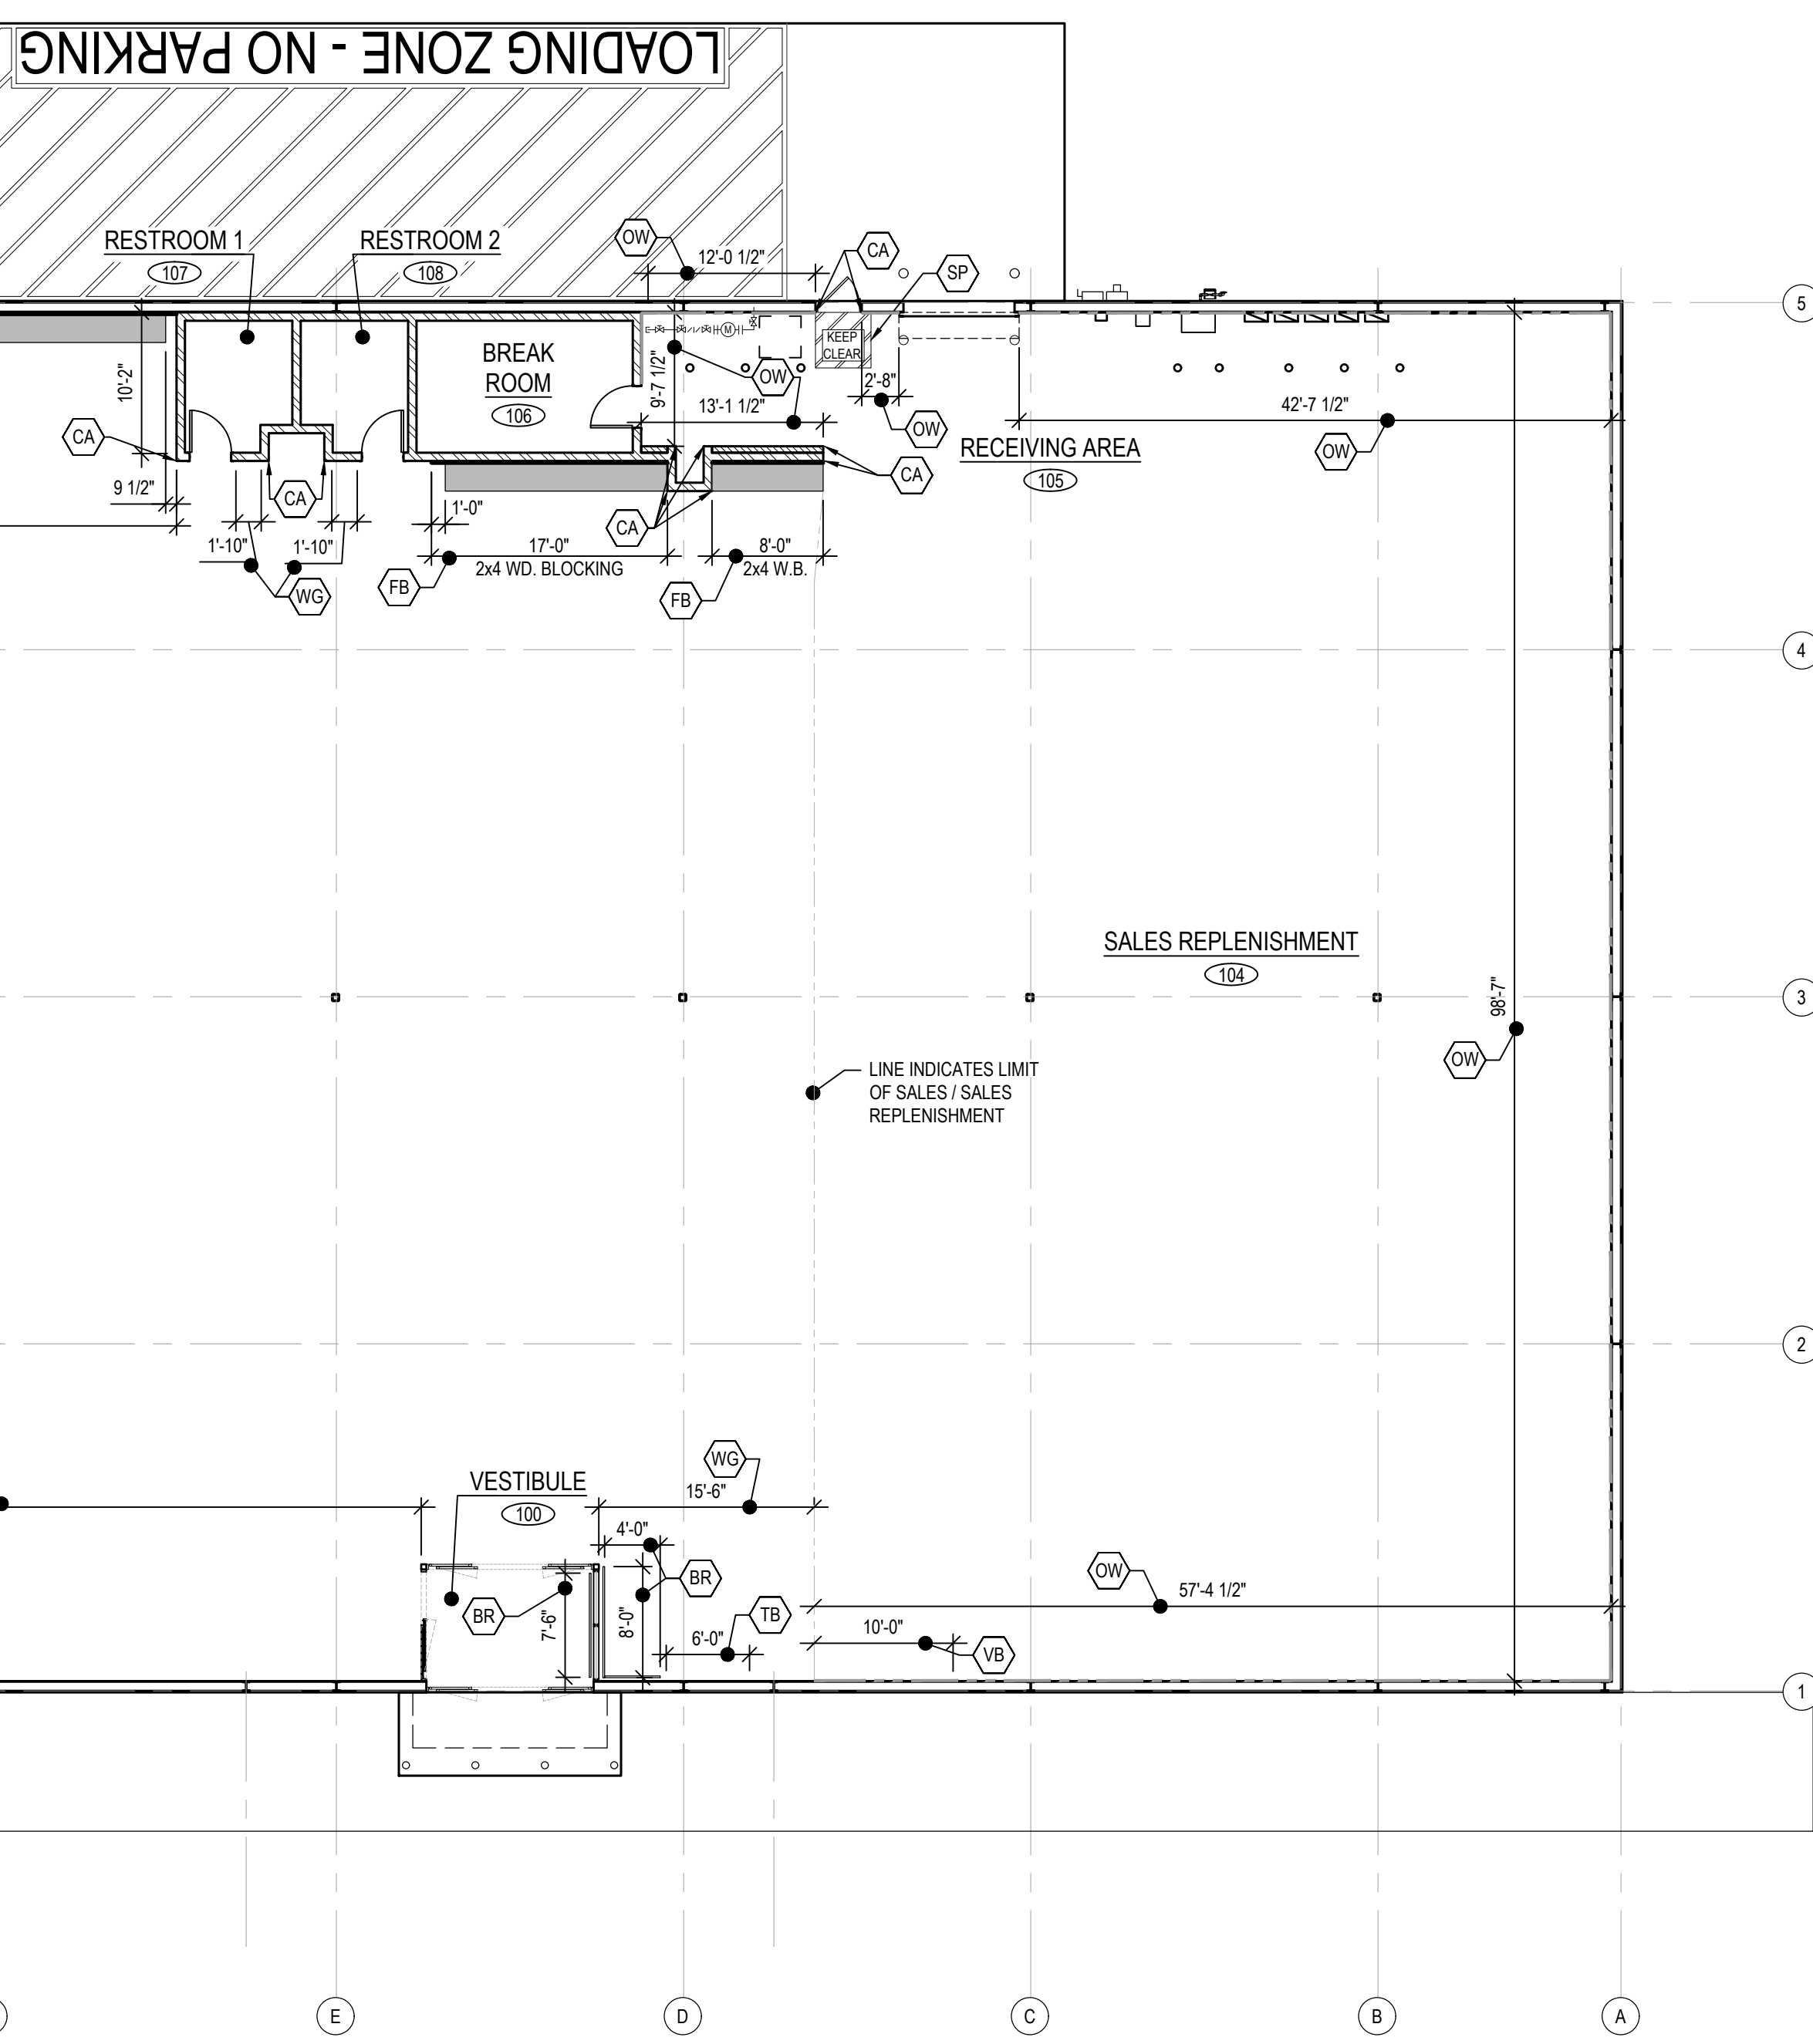 LOADING ZONE - NO PARKING
RESTROOM 1
107
RESTROOM 2
108
OW
12'-0 1/2"
CA
SP
5
KEEP
CLEAR
M
BREAK
ROOM
106
10'-2"
9'-7 1/2"
OW
2'-8"
13'-1 1/2"
OW
42'-7 1/2"
OW
CA
RECEIVING AREA
105
CA
9 1/2"
CA
1'-0"
CA
1'-10"
1'-10"
WG
17'-0"
2x4 WD. BLOCKING
FB
8'-0"
2x4 W.B.
FB
4
SALES REPLENISHMENT
104
98'-7"
3
OW
LINE INDICATES LIMIT
OF SALES / SALES
REPLENISHMENT
2
WG
VESTIBULE
100
15'-6"
4'-0"
BR
OW
57'-4 1/2"
BR
7'-6"
8'-0"
TB
6'-0"
10'-0"
VB
1
E
D
C
B
A